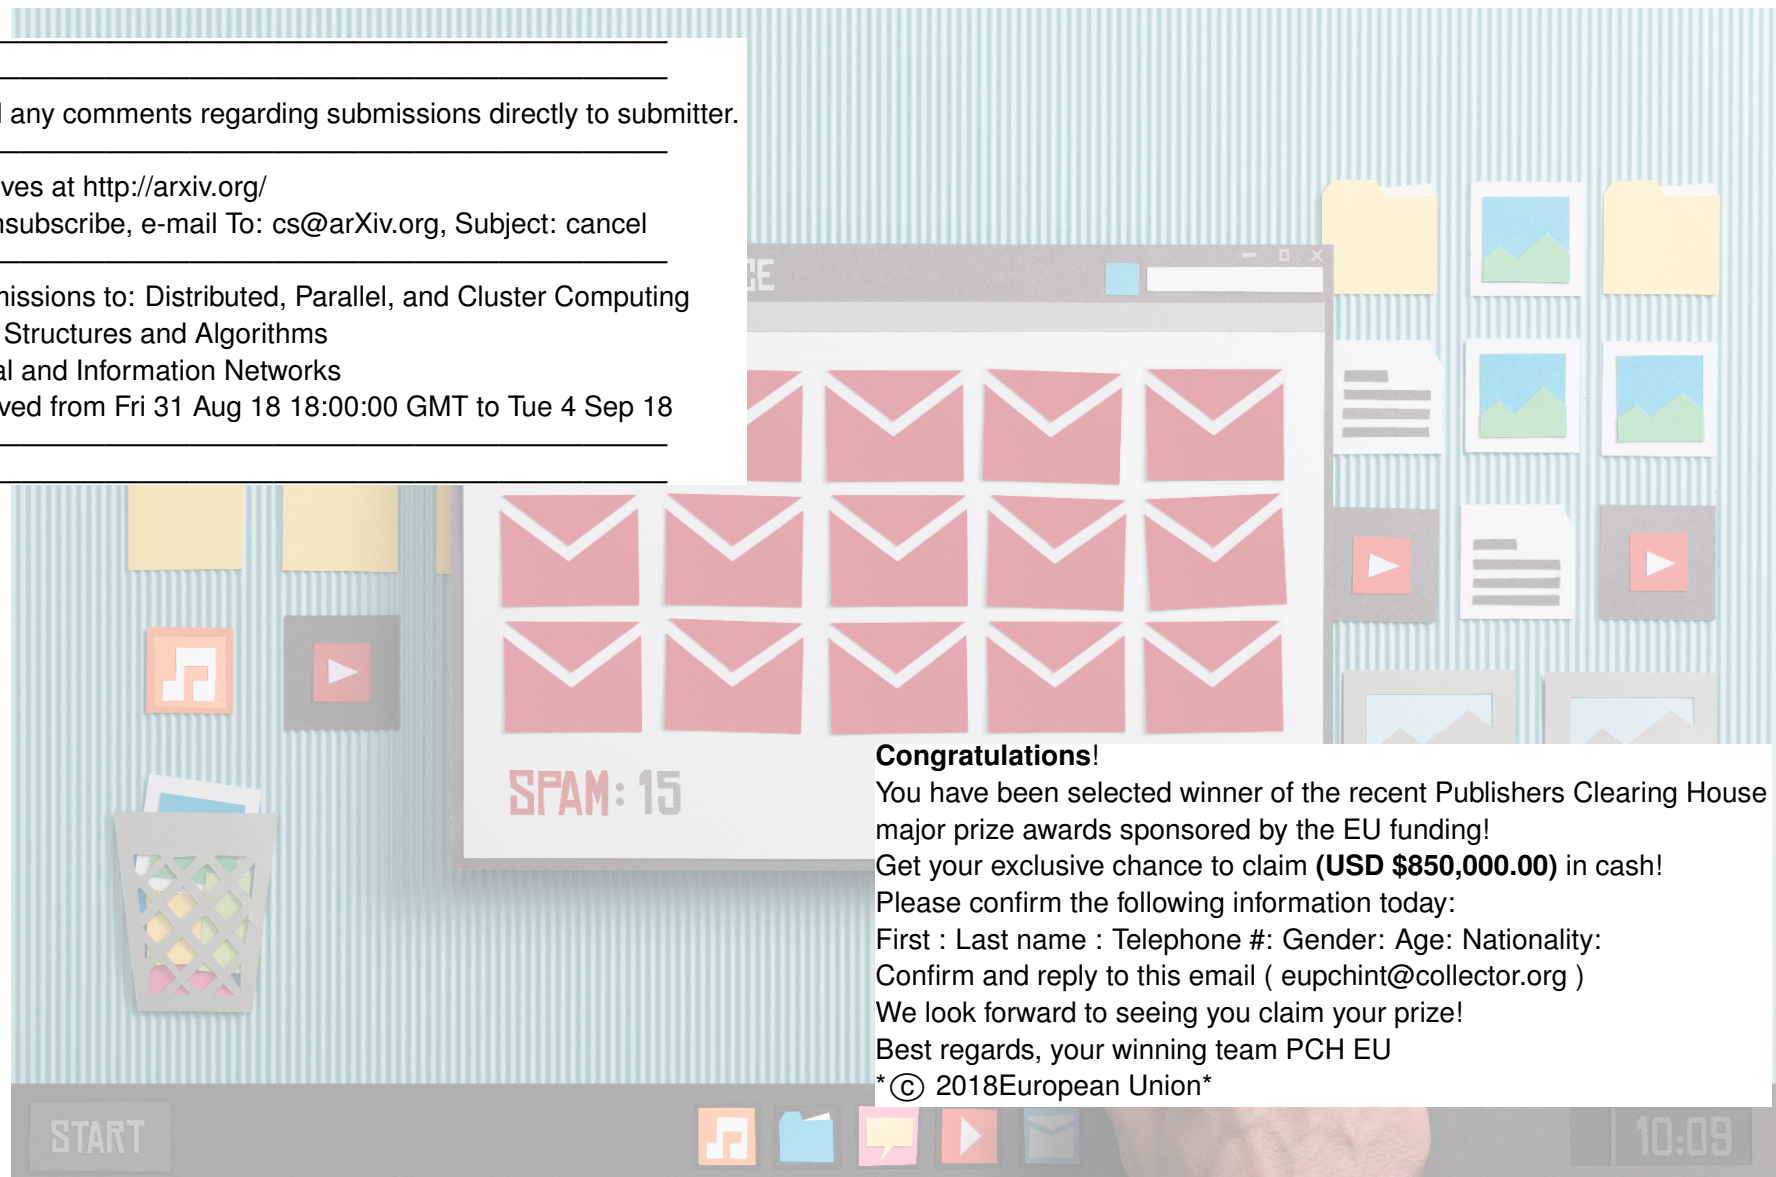 any comments regarding submissions directly to submitter.
at http://arxiv.org/
e-mail To: cs@arXiv.org, Subject: cancel
to: Distributed, Parallel, and Cluster Computing
Structures and Algorithms
and Information Networks
from Fri 31 Aug 18 18:00:00 GMT to Tue 4 Sep 18
SPAM: 15
Congratulations!
You have been selected winner of the recent Publishers Clearing House
major prize awards sponsored by the EU funding!
Get your exclusive chance to claim (USD $850,000.00) in cash!
Please confirm the following information today:
First : Last name : Telephone #: Gender: Age: Nationality:
Confirm and reply to this email ( eupchint@collector.org )
We look forward to seeing you claim your prize!
Best regards, your winning team PCH EU
*© 2018European Union*
START
10:09